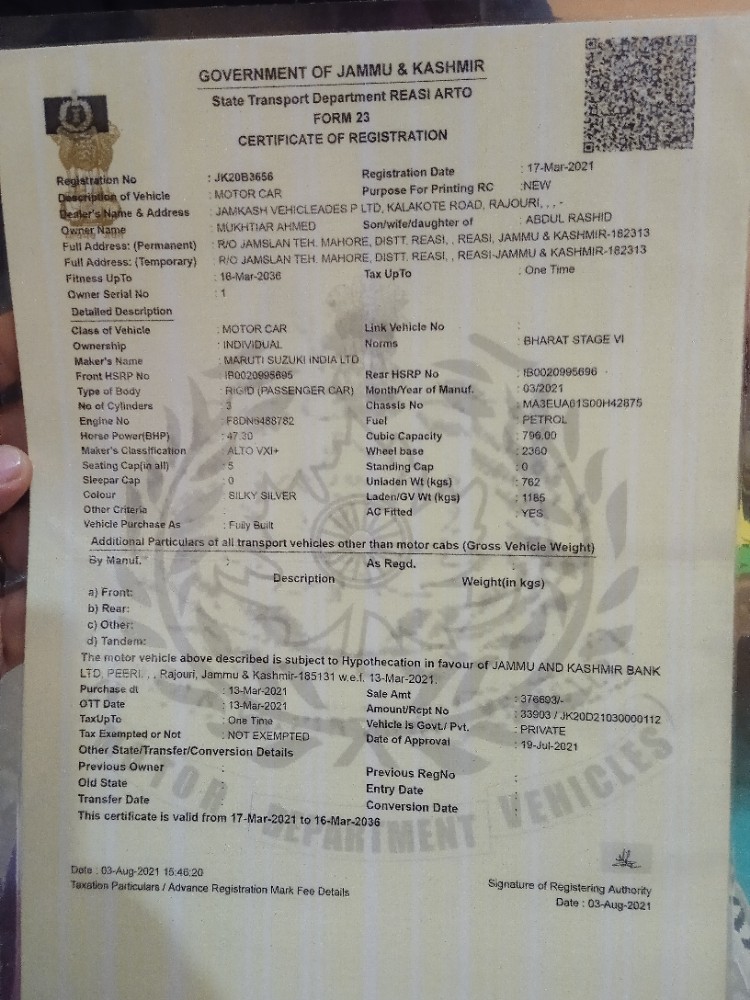 GOVERNMENT OF JAMMU & KASHMIR
State Transport Department REASI ARTO
FORM 23
CERTIFICATE OF REGISTRATION
Registration No : JK20B3656 Registration Date : 17-Mar-2021
Description of Vehicle : MOTOR CAR Purpose For Printing RC :NEW
Dealer's Name & Address : JAMKASH VEHICLEADES P LTD, KALAKOTE ROAD, RAJOURI, , , -
Owner Name : MUKHTIAR AHMED Son/wife/daughter of : ABDUL RASHID
Full Address: (Permanent) : R/O JAMSLAN TEH. MAHORE, DISTT. REASI, , REASI, JAMMU & KASHMIR-182313
Full Address: (Temporary) : R/O JAMSLAN TEH. MAHORE, DISTT. REASI, , REASI-JAMMU & KASHMIR-182313
Fitness UpTo : 16-Mar-2036 Tax UpTo : One Time
Owner Serial No : 1
Detailed Description
Class of Vehicle : MOTOR CAR Link Vehicle No :
Ownership : INDIVIDUAL Norms : BHARAT STAGE VI
Maker's Name : MARUTI SUZUKI INDIA LTD
Front HSRP No IB0020995695 Rear HSRP No : IB0020995696
Type of Body : RIGID (PASSENGER CAR) Month/Year of Manuf. : 03/2021
No of Cylinders : 3 Chassis No : MA3EUA61S00H42875
Engine No : F8DN6488782 Fuel : PETROL
Horse Power(BHP) : 47.30 Cubic Capacity : 796.00
Maker's Classification : ALTO VXI+ Wheel base : 2360
Seating Cap(in all) : 5 Standing Cap : 0
Sleepar Cap : 0 Unladen Wt (kgs) : 762
Colour : SILKY SILVER Laden/GV Wt (kgs) : 1185
Other Criteria : AC Fitted : YES
Vehicle Purchase As : Fully Built
Additional Particulars of all transport vehicles other than motor cabs (Gross Vehicle Weight)
By Manuf. : As Regd. :
Description Weight(in kgs)
a) Front:
b) Rear:
c) Other:
d) Tandem:
The motor vehicle above described is subject to Hypothecation in favour of JAMMU AND KASHMIR BANK
LTD, PEERI, , , Rajouri, Jammu & Kashmir-185131 w.e.f. 13-Mar-2021.
Purchase dt : 13-Mar-2021 Sale Amt : 376693/-
OTT Date : 13-Mar-2021 Amount/Rcpt No : 33903 / JK20D21030000112
TaxUpTo : One Time Vehicle Is Govt./ Pvt. : PRIVATE
Tax Exempted or Not : NOT EXEMPTED Date of Approval : 19-Jul-2021
Other State/Transfer/Conversion Details
Previous Owner : Previous RegNo :
Old State : Entry Date :
Transfer Date : Conversion Date :
This certificate is valid from 17-Mar-2021 to 16-Mar-2036
DEPARTMENT VEHICLES
Date : 03-Aug-2021 15:46:20
Taxation Particulars / Advance Registration Mark Fee Details
Signature of Registering Authority
Date : 03-Aug-2021